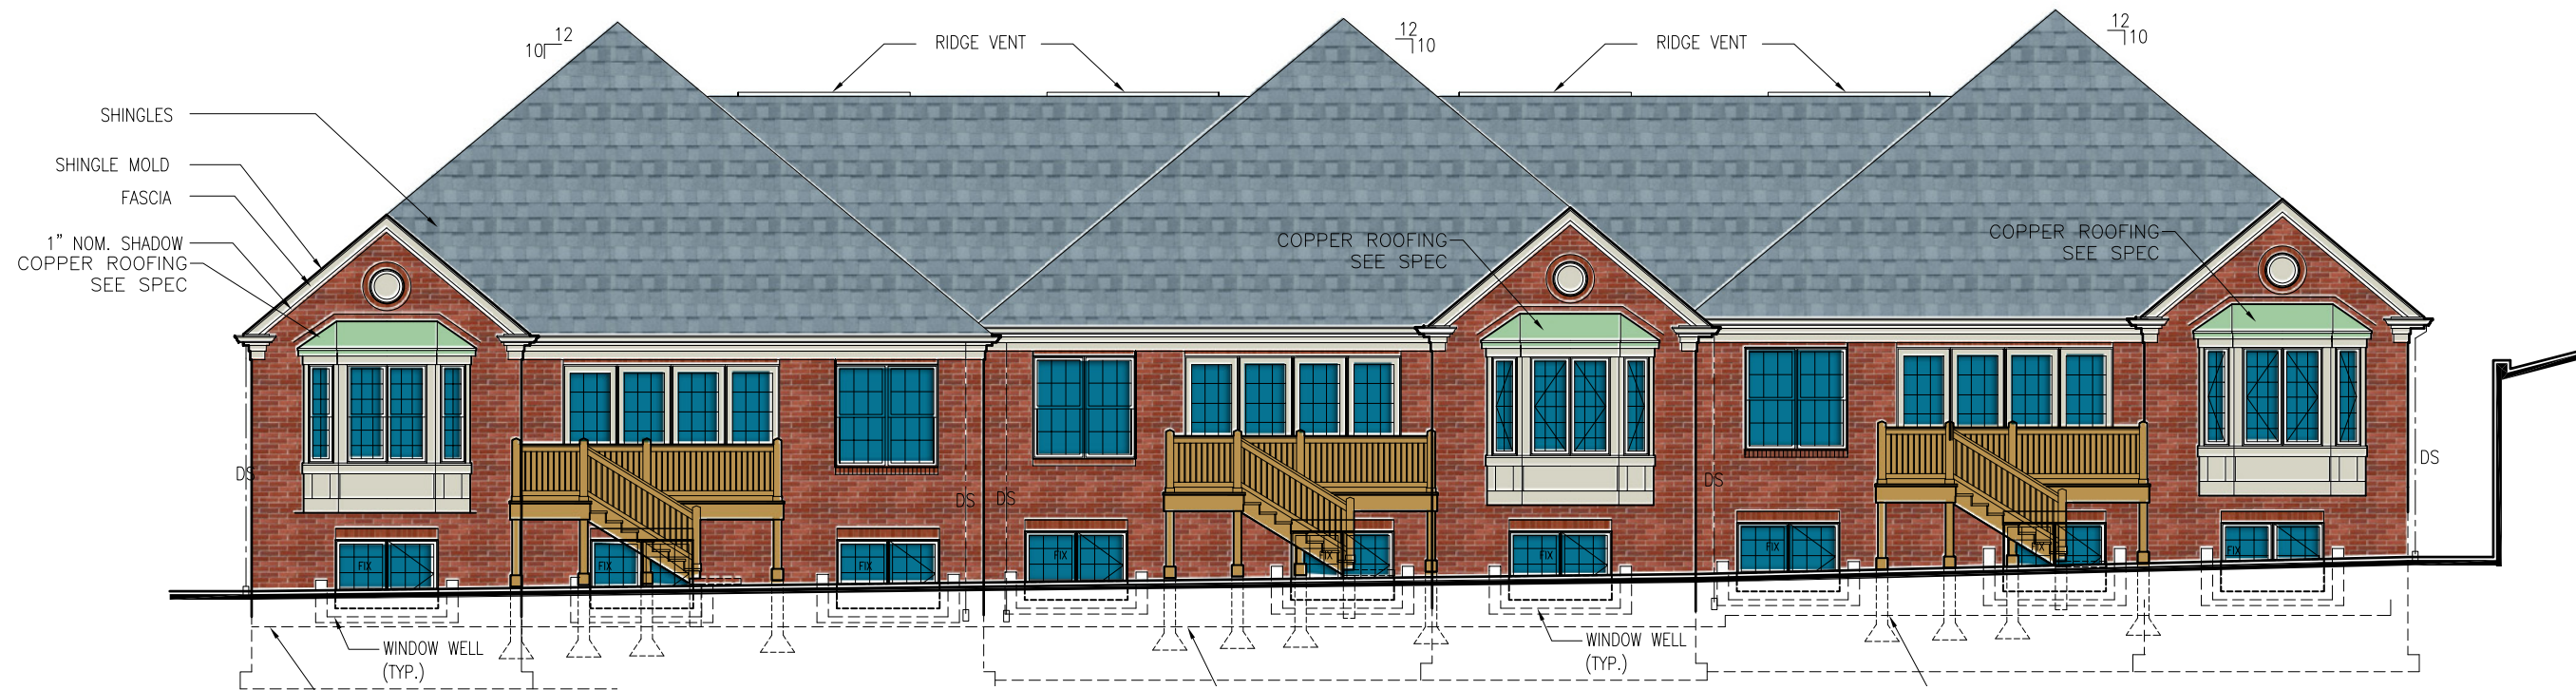 10
12
RIDGE VENT
12
10
RIDGE VENT
12
10
SHINGLES
SHINGLE MOLD
FASCIA
1" NOM. SHADOW
COPPER ROOFING
SEE SPEC
COPPER ROOFING
SEE SPEC
COPPER ROOFING
SEE SPEC
DS
DS
DS
DS
DS
FIX
FIX
FIX
FIX
FIX
FIX
FIX
FIX
WINDOW WELL
(TYP.)
WINDOW WELL
(TYP.)